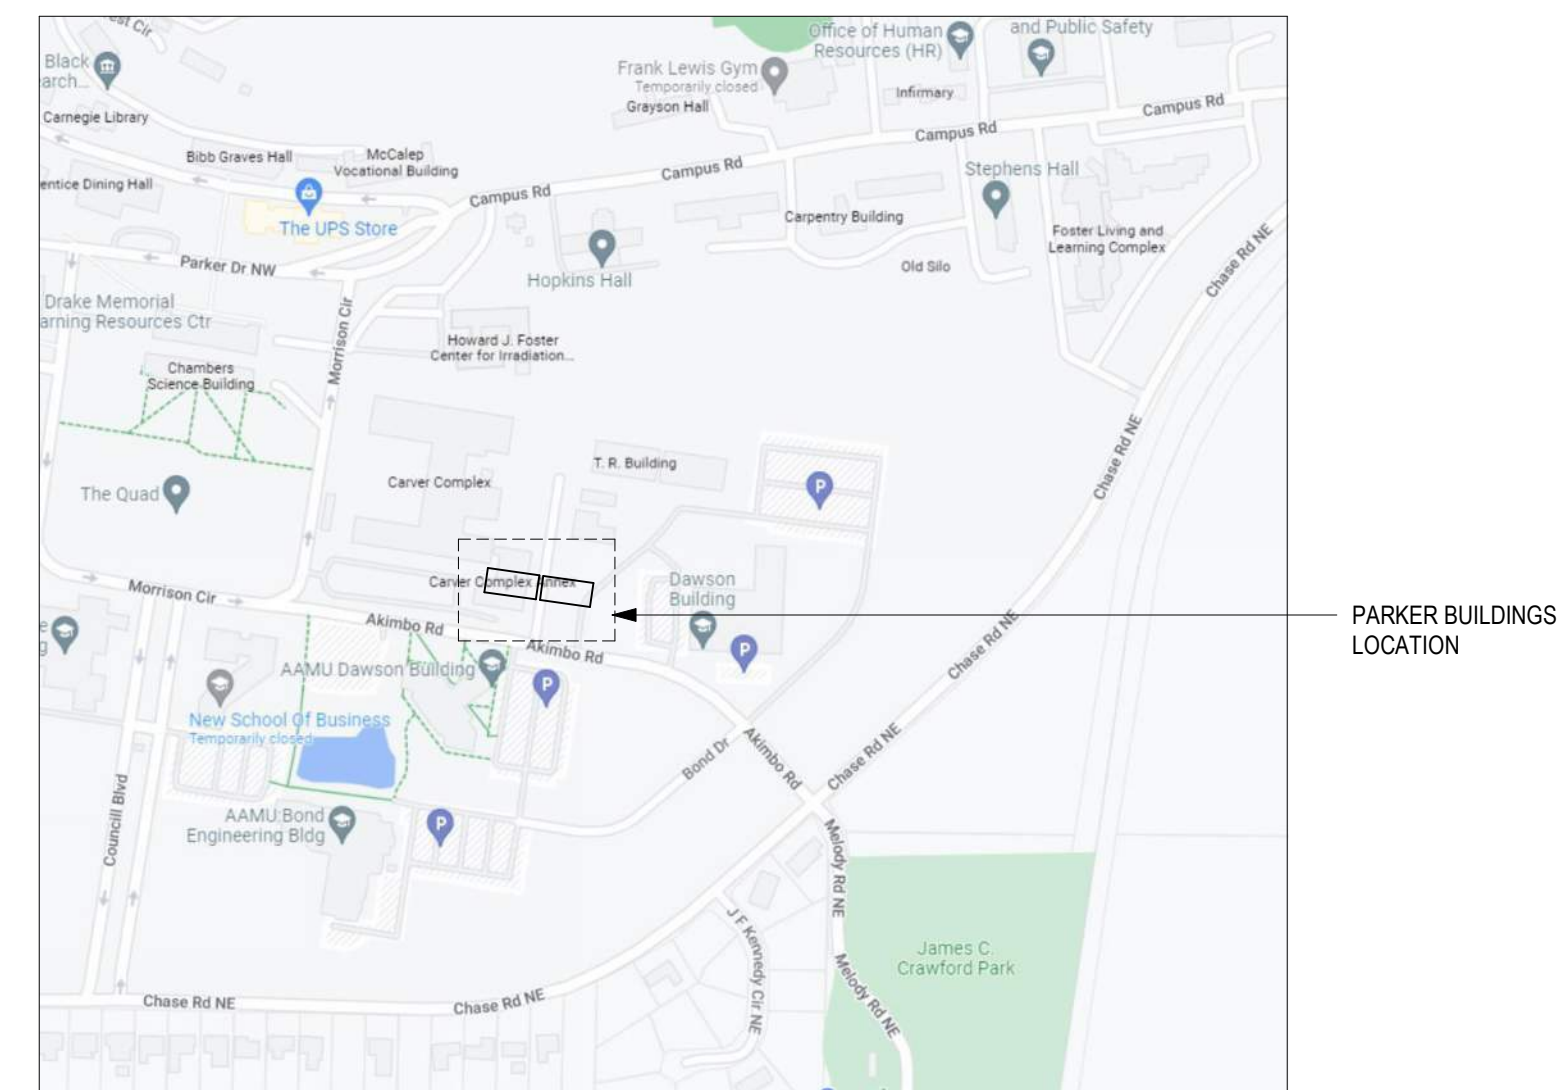 est Cir
Office of Human
Resources (HR)
and Public Safety
Black
arch...
Frank Lewis Gym
Temporarily closed
Grayson Hall
Infirmary
Campus Rd
Carnegie Library
Campus Rd
Bibb Graves Hall
McCalep
Vocational Building
Campus Rd
Stephens Hall
entice Dining Hall
Campus Rd
The UPS Store
Carpentry Building
Foster Living and
Learning Complex
Chase Rd NE
Parker Dr NW
Hopkins Hall
Old Silo
Drake Memorial
arning Resources Ctr
Morrison Cir
Howard J. Foster
Center for Irradiation...
Chambers
Science Building
Chase Rd NE
T. R. Building
The Quad
Carver Complex
P
Carver Complex Annex
Dawson
Building
Morrison Cir
Akimbo Rd
Chase Rd NE
PARKER BUILDINGS
LOCATION
e
g
Akimbo Rd
P
AAMU Dawson Building
P
New School Of Business
Temporarily closed
Bond Dr
Akimbo Rd
Chase Rd NE
Councill Blvd
AAMU:Bond
Engineering Bldg
P
Melody Rd NE
J F Kennedy Cir NE
James C.
Crawford Park
Melody Rd NE
Chase Rd NE
Chase Rd NE